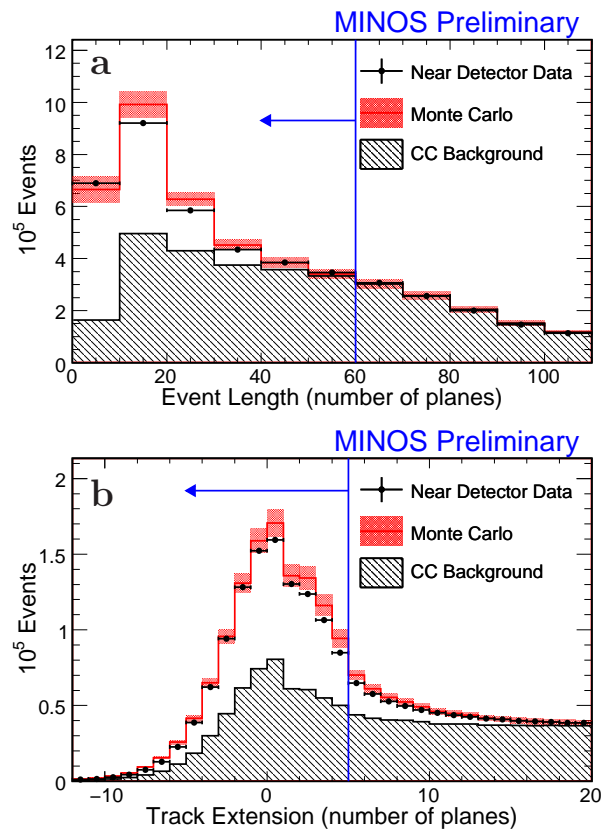 MINOS Preliminary
a
Near Detector Data
Monte Carlo
CC Background
10⁵ Events
0
2
4
6
8
10
12
0 20 40 60 80 100
Event Length (number of planes)
MINOS Preliminary
b
Near Detector Data
Monte Carlo
CC Background
10⁵ Events
0
0.5
1
1.5
2
−10 0 10 20
Track Extension (number of planes)